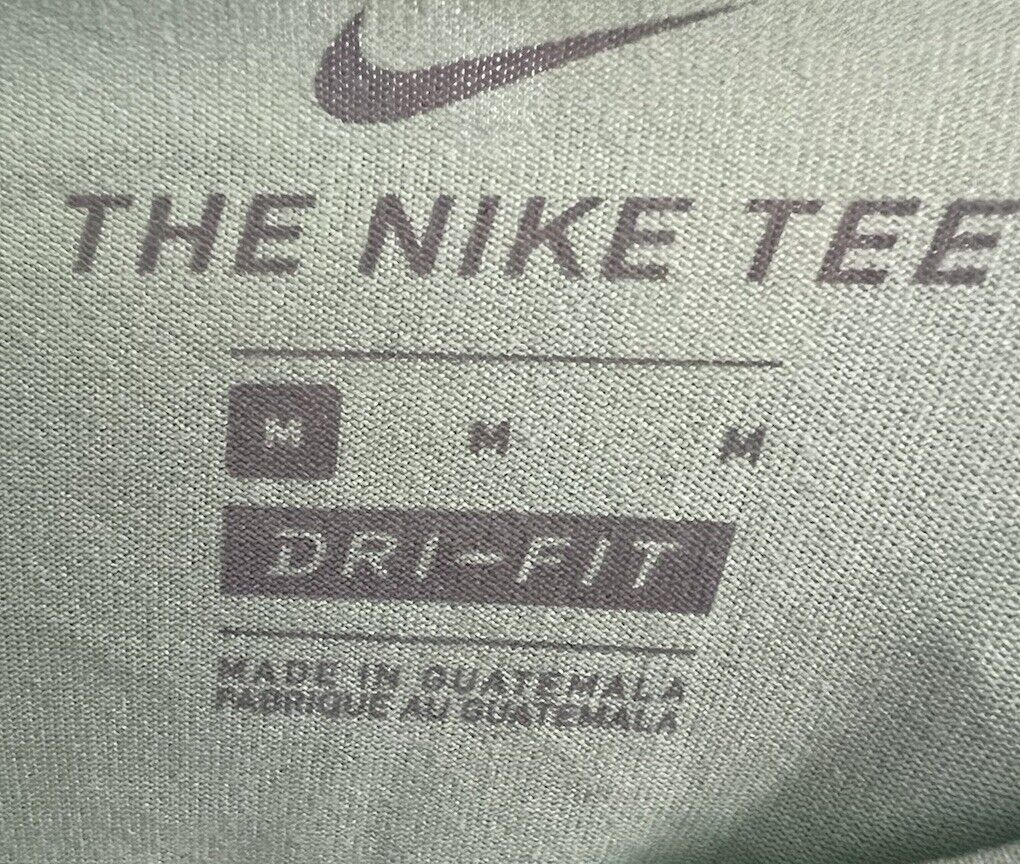 THE NIKE TEE
M M M
DRI-FIT
MADE IN GUATEMALA
FABRIQUE AU GUATEMALA